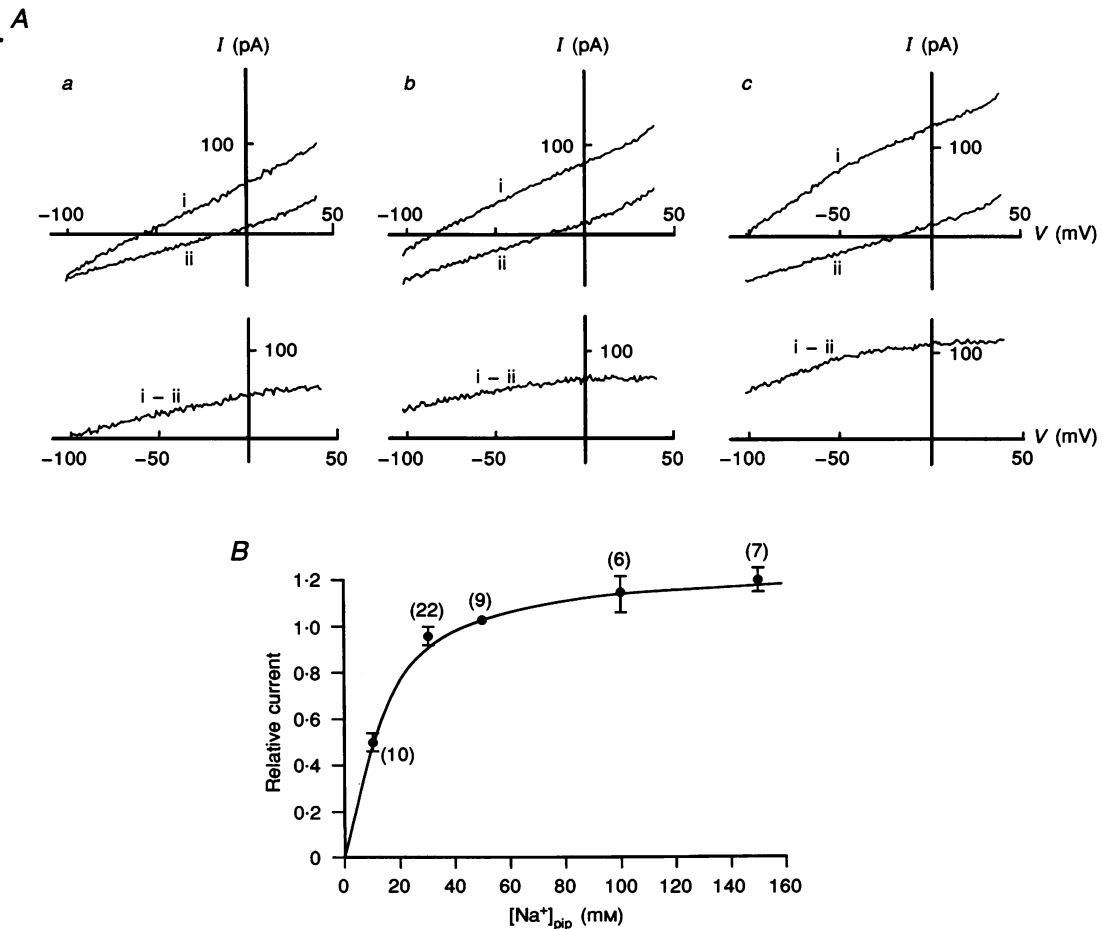 A
I (pA) I (pA) I (pA)
a b c
100 100 100
i i i
−100 50 −100 50 −50 50
V (mV)
ii ii ii
100 100 100
i – ii i – ii i – ii
V (mV)
−100 −50 50 −100 −50 50 −100 −50 50
B
(6) (7)
(22) (9)
(10)
1·2
1·0
0·8
0·6
0·4
0·2
0
Relative current
0 20 40 60 80 100 120 140 160
[Na+]pip (mM)